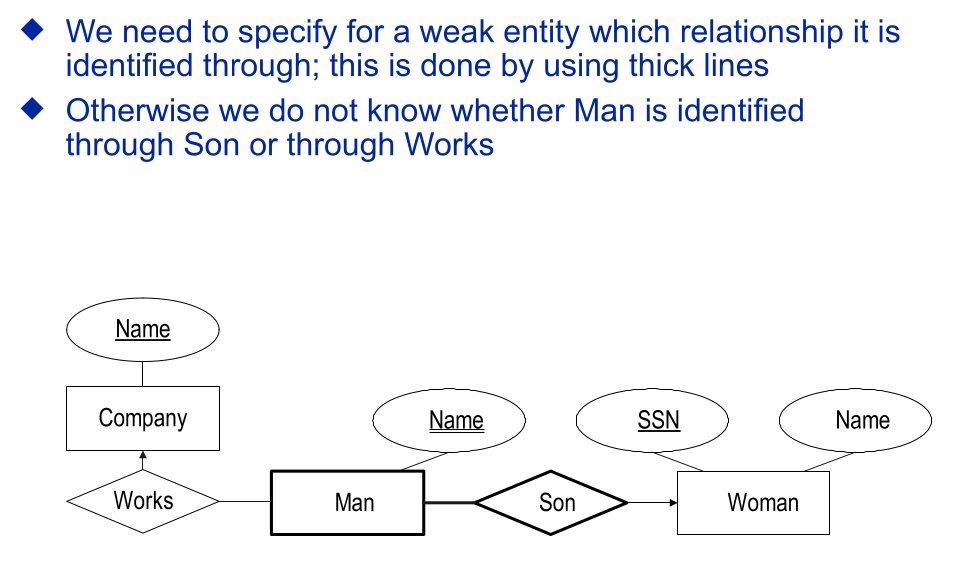 We need to specify for a weak entity which relationship it is
identified through; this is done by using thick lines
Otherwise we do not know whether Man is identified
through Son or through Works
Name
Company
Name
SSN
Name
Works
Man
Son
Woman